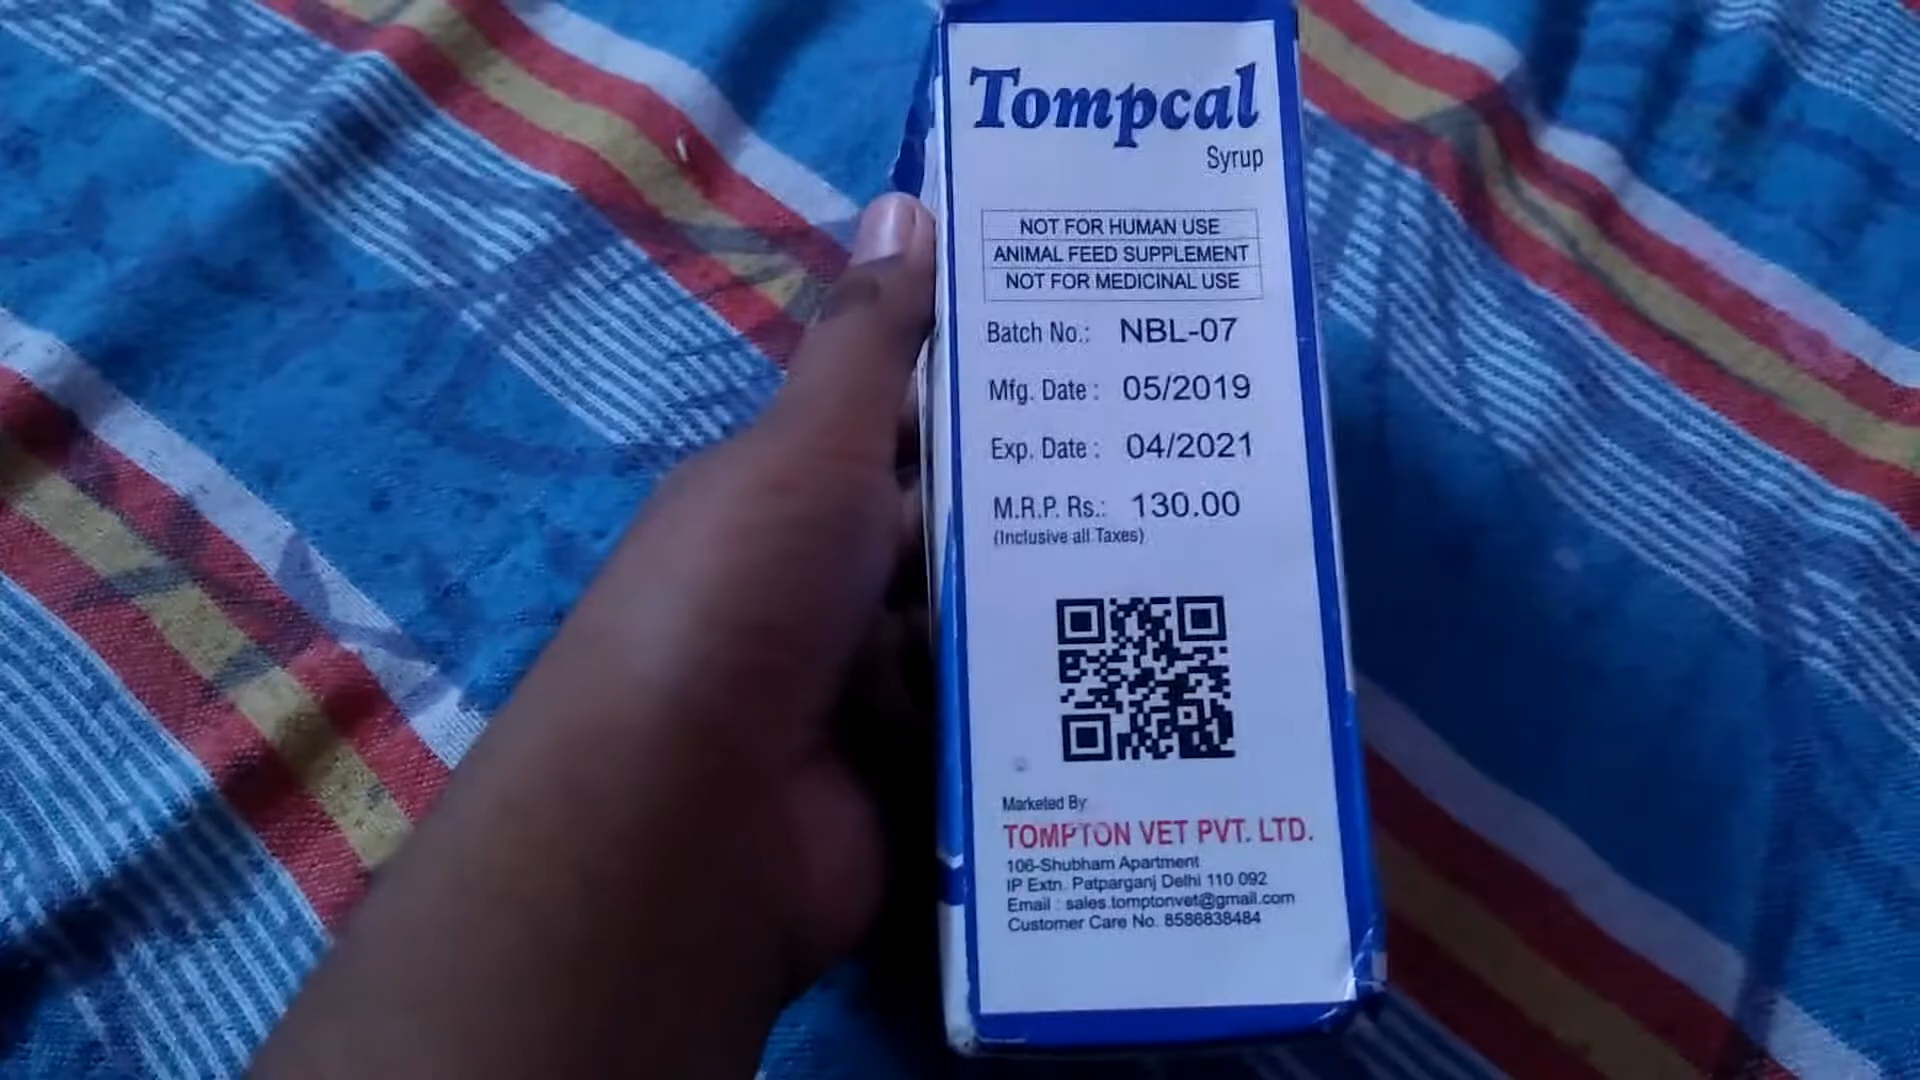 Tompcal
Syrup
NOT FOR HUMAN USE
ANIMAL FEED SUPPLEMENT
NOT FOR MEDICINAL USE
Batch No.: NBL-07
Mfg. Date : 05/2019
Exp. Date : 04/2021
M.R.P. Rs.: 130.00
(Inclusive all Taxes)
Marketed By
TOMPTON VET PVT. LTD.
106-Shubham Apartment
IP Extn. Patparganj Delhi 110 092
Email : sales.tomptonvet@gmail.com
Customer Care No. 8586838484